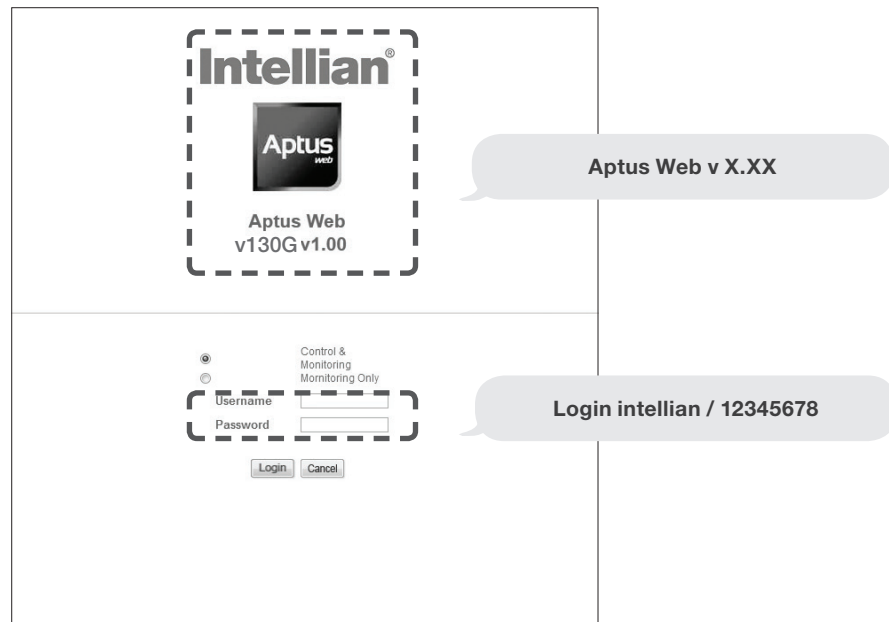 Intellian®
Aptus
web
Aptus Web
v130G v1.00
Aptus Web v X.XX
Control &
Monitoring
Mornitoring Only
Username
Password
Login intellian / 12345678
Login Cancel